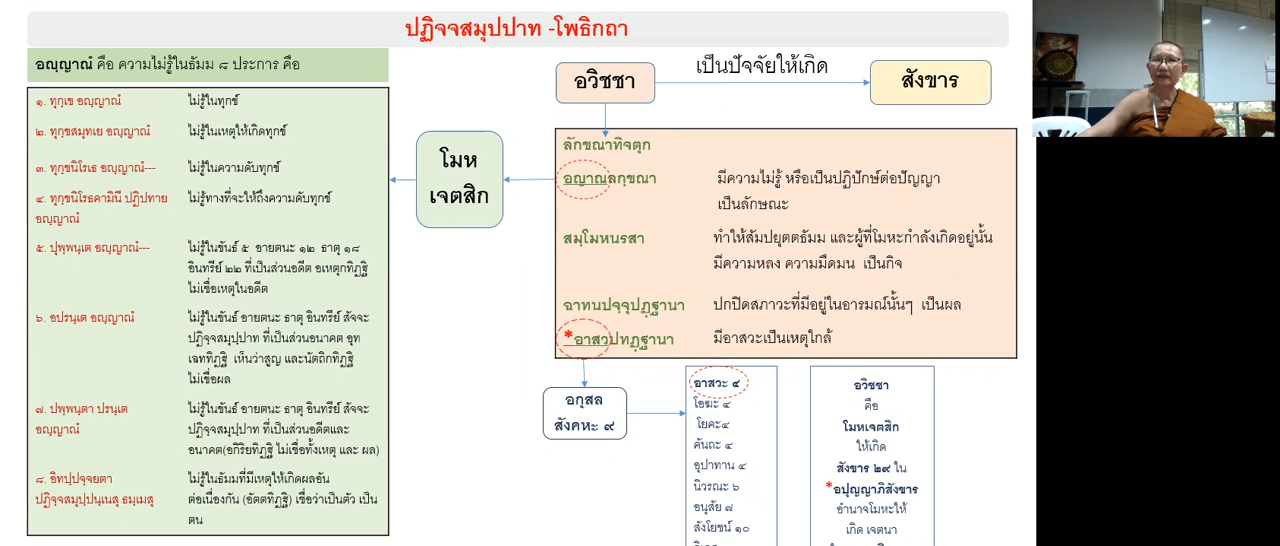 ปฏิจจสมุปปาท -โพธิกถา
อญฺญาณํ คือ ความไม่รู้ในธัมม ๘ ประการ คือ
๑. ทุกฺเข อญฺญาณํ ไม่รู้ในทุกข์
๒. ทุกฺขสมุทเย อญฺญาณํ ไม่รู้ในเหตุให้เกิดทุกข์
๓. ทุกฺขนิโรเธ อญฺญาณํ--- ไม่รู้ในความดับทุกข์
๔. ทุกฺขนิโรธคามินี ปฏิปทาย ไม่รู้ทางที่จะให้ถึงความดับทุกข์
อญฺญาณํ
๕. ปุพฺพนฺเต อญฺญาณํ--- ไม่รู้ในขันธ์ ๕ อายตนะ ๑๒ ธาตุ ๑๘
อินทรีย์ ๒๒ ที่เป็นส่วนอดีต อเหตุกทิฏฐิ
ไม่เชื่อเหตุในอดีต
๖. อปรนฺเต อญฺญาณํ ไม่รู้ในขันธ์ อายตนะ ธาตุ อินทรีย์ สัจจะ
ปฏิจฺจสมุปฺปาท ที่เป็นส่วนอนาคต อุท
เฉททิฏฐิ เห็นว่าสูญ และนัตถิกทิฏฐิ
ไม่เชื่อผล
๗. ปพฺพนฺตา ปรนฺเต ไม่รู้ในขันธ์ อายตนะ ธาตุ อินทรีย์ สัจจะ
อญฺญาณํ ปฏิจฺจสมุปฺปาท ที่เป็นส่วนอดีตและ
อนาคต(อกิริยทิฏฐิ ไม่เชื่อทั้งเหตุ และ ผล)
๘. อิทปฺปจฺจยตา ไม่รู้ในธัมมที่มีเหตุให้เกิดผลอัน
ปฏิจฺจสมุปฺปนฺเนสุ ธมฺเมสุ ต่อเนื่องกัน (อัตตทิฏฐิ) เชื่อว่าเป็นตัว เป็น
ตน
โมห
เจตสิก
อวิชชา
เป็นปัจจัยให้เกิด
สังขาร
ลักขณาทิจตุก
อญาณลกฺขณา มีความไม่รู้ หรือเป็นปฏิปักษ์ต่อปัญญา
เป็นลักษณะ
สมฺโมหนรสา ทำให้สัมปยุตตธัมม และผู้ที่โมหะกำลังเกิดอยู่นั้น
มีความหลง ความมืดมน เป็นกิจ
ฉาทนปจฺจุปฏฺฐานา ปกปิดสภาวะที่มีอยู่ในอารมณ์นั้นๆ เป็นผล
*อาสวปทฏฺฐานา มีอาสวะเป็นเหตุใกล้
อกุสล
สังคหะ ๙
อาสวะ ๔
โอฆะ ๔
โยคะ๔
คันถะ ๔
อุปาทาน ๔
นิวรณะ ๖
อนุสัย ๗
สังโยชน์ ๑๐
อวิชชา
คือ
โมหเจตสิก
ให้เกิด
สังขาร ๒๙ ใน
*อปุญญาภิสังขาร
อำนาจโมหะให้
เกิด เจตนา